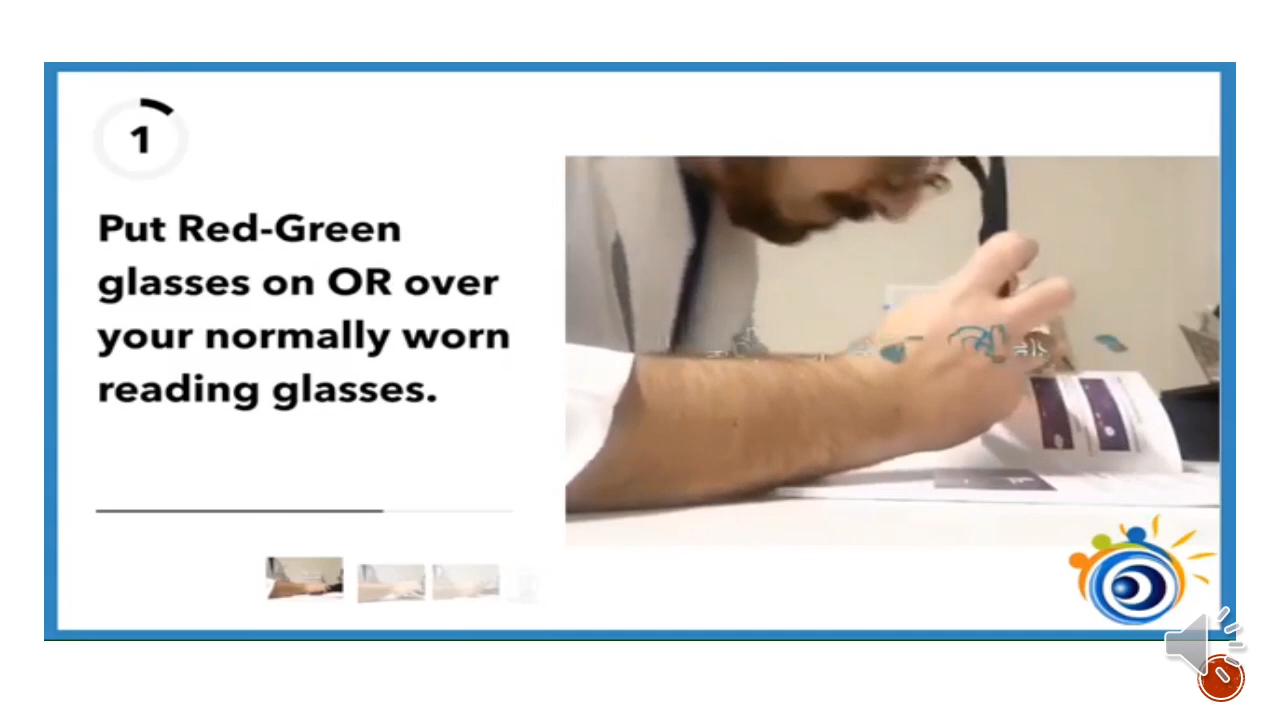 1
Put Red-Green
glasses on OR over
your normally worn
reading glasses.